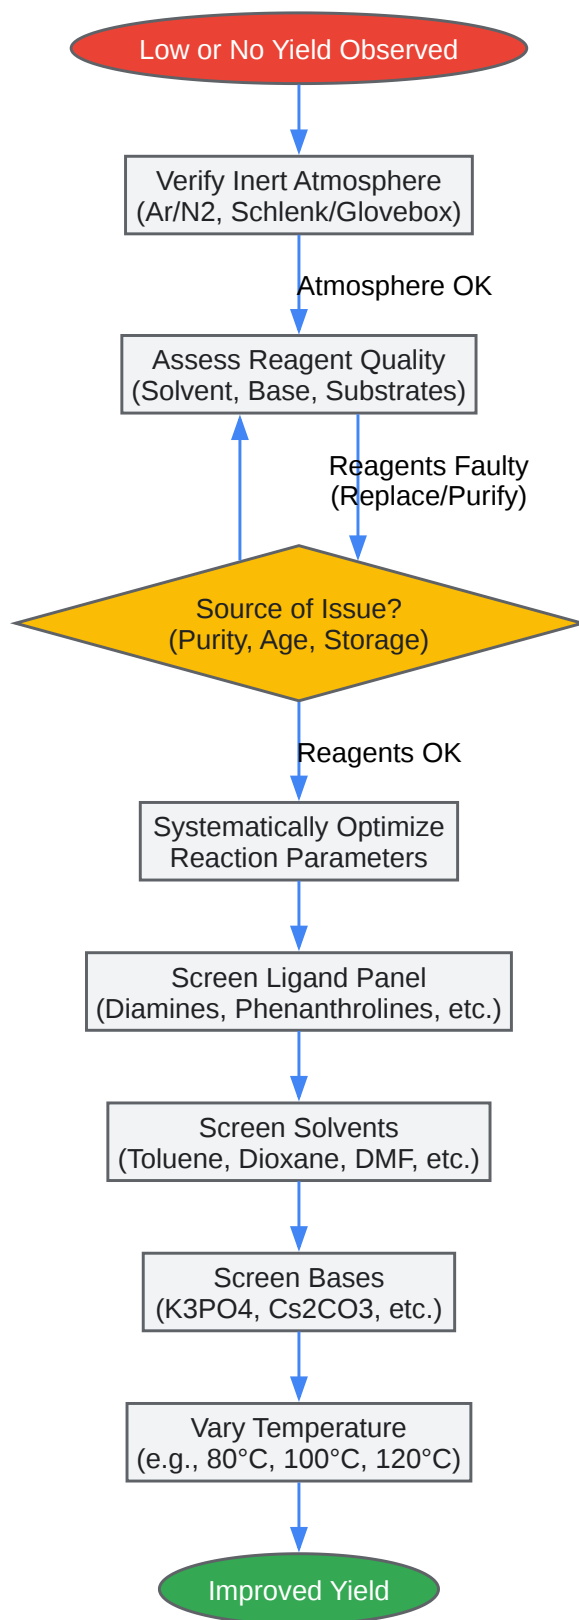 Low or No Yield Observed
Verify Inert Atmosphere
(Ar/N2, Schlenk/Glovebox)
Atmosphere OK
Assess Reagent Quality
(Solvent, Base, Substrates)
Reagents Faulty
(Replace/Purify)
Source of Issue?
(Purity, Age, Storage)
Reagents OK
Systematically Optimize
Reaction Parameters
Screen Ligand Panel
(Diamines, Phenanthrolines, etc.)
Screen Solvents
(Toluene, Dioxane, DMF, etc.)
Screen Bases
(K3PO4, Cs2CO3, etc.)
Vary Temperature
(e.g., 80°C, 100°C, 120°C)
Improved Yield